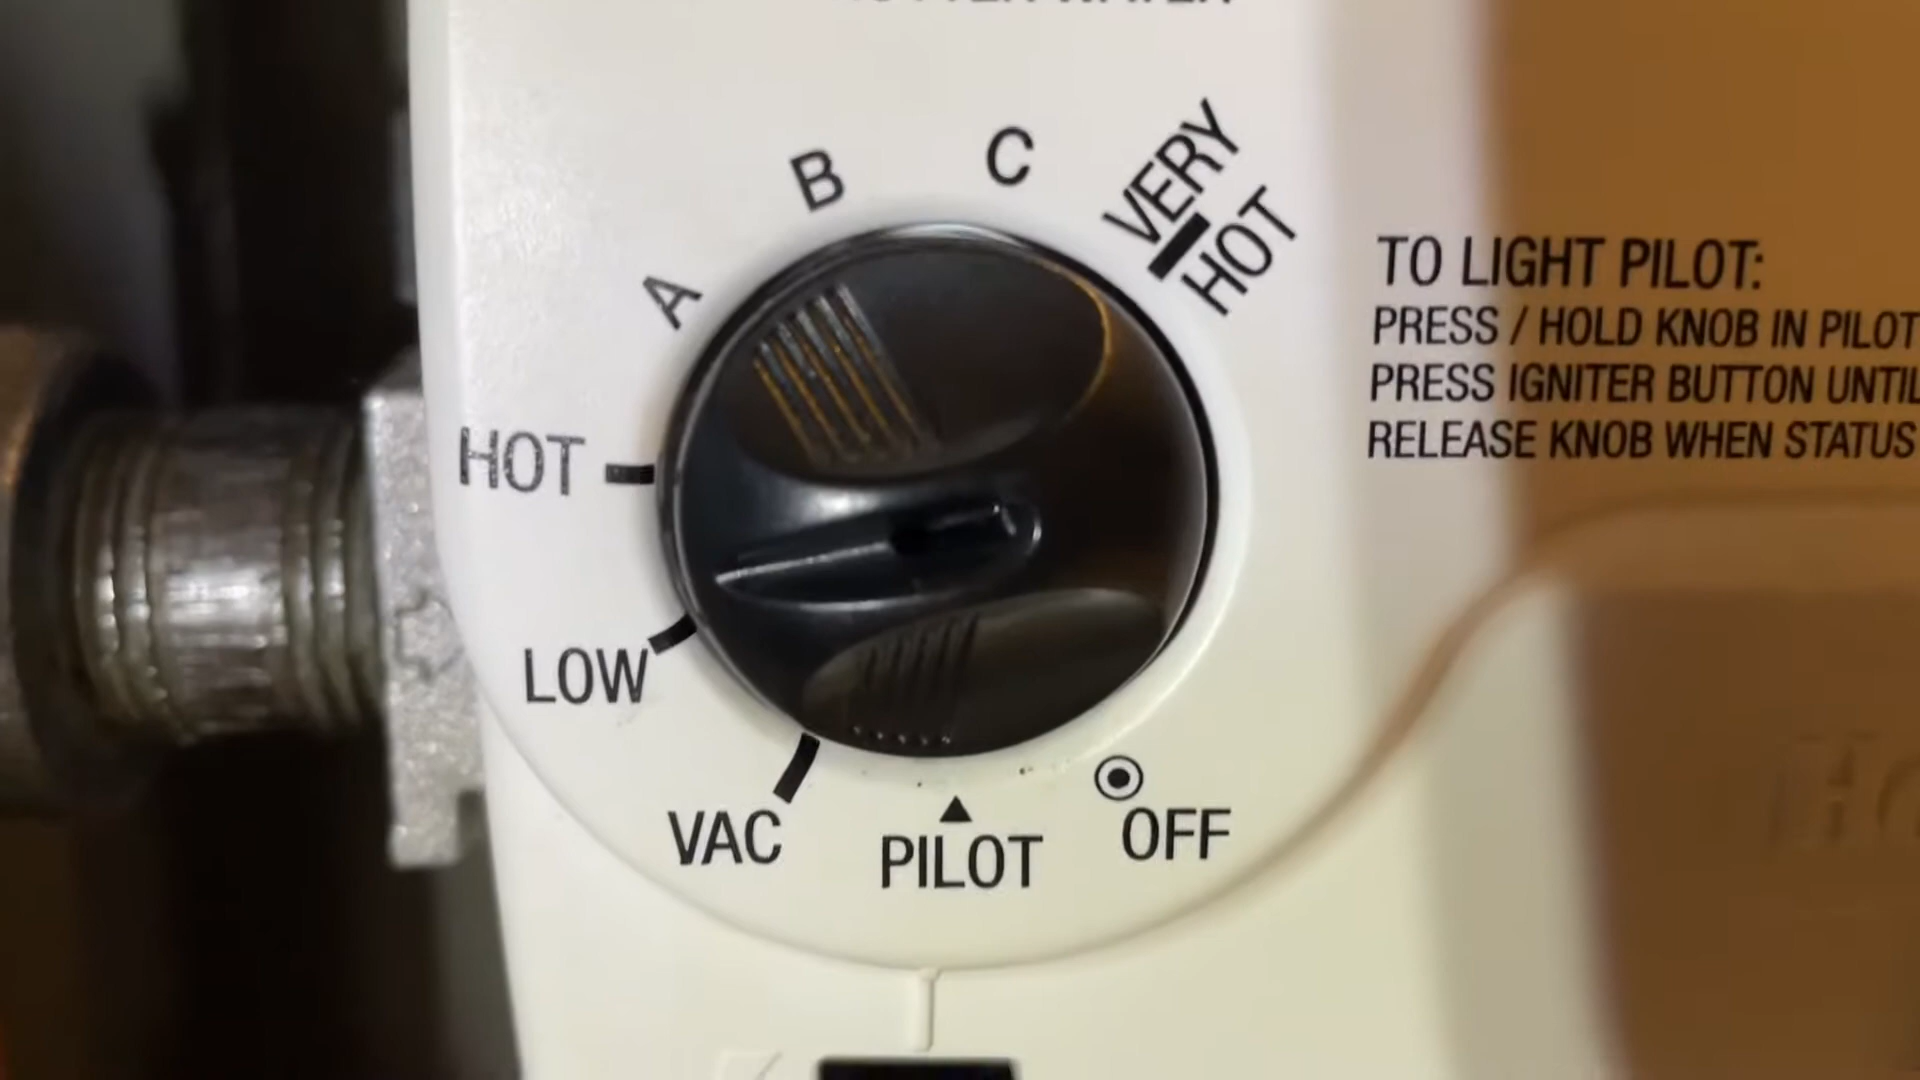 B
C
VERY
HOT
A
HOT
LOW
VAC
PILOT
OFF
TO LIGHT PILOT:
PRESS / HOLD KNOB IN PILOT
PRESS IGNITER BUTTON UNTIL
RELEASE KNOB WHEN STATUS